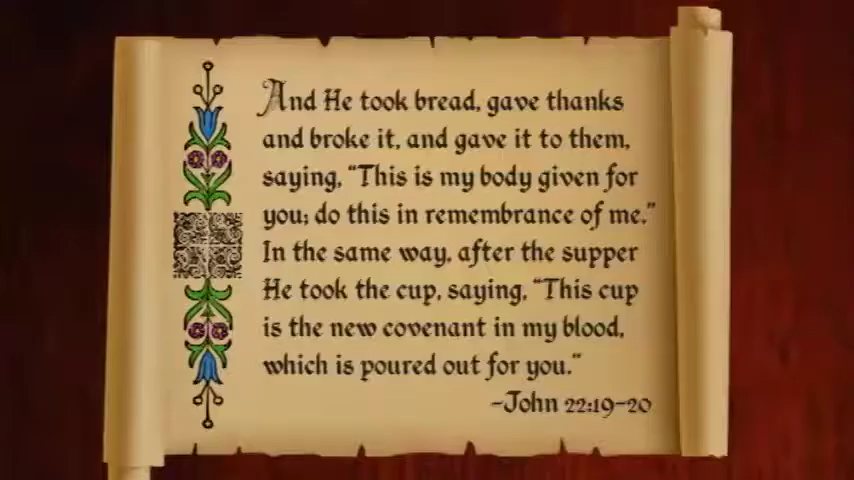 And He took bread, gave thanks
and broke it, and gave it to them,
saying, “This is my body given for
you; do this in remembrance of me.”
In the same way, after the supper
He took the cup, saying, “This cup
is the new covenant in my blood,
which is poured out for you.”
-John 22:19-20